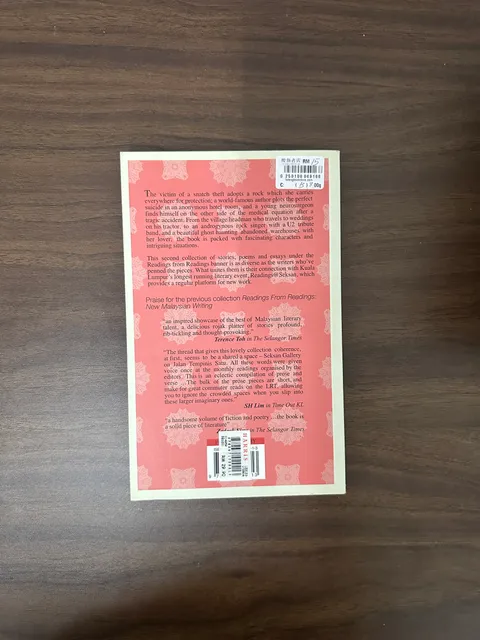 The victim of a snatch theft adopts a rock which she carries
everywhere for protection; a world-famous author plots the perfect
suicide in an anonymous hotel room, and a young neurosurgeon
finds himself on the other side of the medical equation after a
tragic accident. From the village headman who travels to weddings
on his tractor, to an androgynous rock singer with a U2 tribute
band, and a beautiful ghost haunting abandoned warehouses with
her lover, the book is packed with fascinating characters and
intriguing situations.
This second collection of stories, poems and essays under the
Readings from Readings banner is as diverse as the writers who've
penned the pieces. What unites them is their connection with Kuala
Lumpur's longest running literary event, Readings@Seksan, which
provides a regular platform for new work.
Praise for the previous collection Readings From Readings:
New Malaysian Writing
"an inspired showcase of the best of Malaysian literary
talent, a delicious rojak platter of stories profound,
rib-tickling and thought-provoking."
Terence Toh in The Selangor Times
"The thread that gives this lovely collection coherence,
at first, seems to be shared a space – Seksan Gallery
on Jalan Tempinis Satu. All these words were given
voice once at the monthly readings organised by the
editors. This is an eclectic compilation of prose and
verse ... The bulk of the prose pieces are short, and
make for great commuter reads on the LRT, allowing
you to ignore the crowded spaces when you slip into
these larger imaginary ones."
SH Lim in Time Out KL
"a handsome volume of fiction and poetry ... the book is
a solid piece of literature"
in The Selangor Times